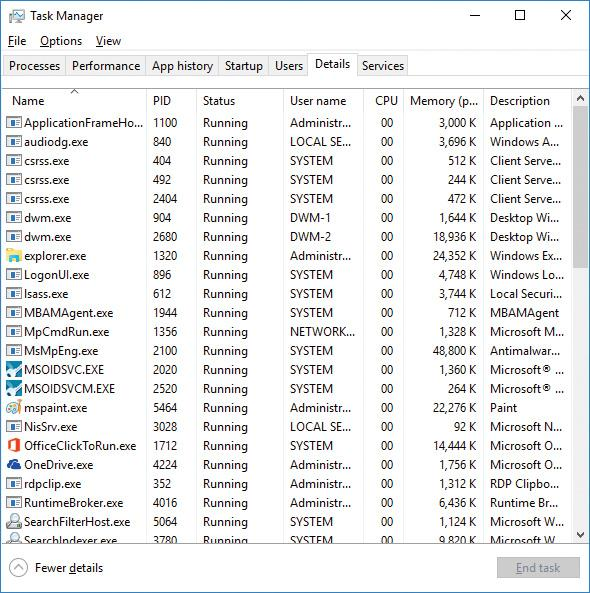 Task Manager
File Options View
Processes Performance App history Startup Users Details Services
Name PID Status User name CPU Memory (p... Description
ApplicationFrameHo... 1100 Running Administr... 00 3,000 K Application ...
audiodg.exe 840 Running LOCAL SE... 00 3,696 K Windows A...
csrss.exe 404 Running SYSTEM 00 512 K Client Serve...
csrss.exe 492 Running SYSTEM 00 244 K Client Serve...
csrss.exe 2404 Running SYSTEM 00 472 K Client Serve...
dwm.exe 904 Running DWM-1 00 1,644 K Desktop Wi...
dwm.exe 2680 Running DWM-2 00 18,936 K Desktop Wi...
explorer.exe 1320 Running Administr... 00 24,352 K Windows Ex...
LogonUI.exe 896 Running SYSTEM 00 4,748 K Windows Lo...
lsass.exe 612 Running SYSTEM 00 3,744 K Local Securi...
MBAMAgent.exe 1944 Running SYSTEM 00 712 K MBAMAgent
MpCmdRun.exe 1356 Running NETWORK... 00 1,328 K Microsoft M...
MsMpEng.exe 2100 Running SYSTEM 00 48,800 K Antimalwar...
MSOIDSVC.EXE 2020 Running SYSTEM 00 1,360 K Microsoft® ...
MSOIDSVCM.EXE 2520 Running SYSTEM 00 264 K Microsoft® ...
mspaint.exe 5464 Running Administr... 00 22,276 K Paint
NisSrv.exe 3028 Running LOCAL SE... 00 92 K Microsoft N...
OfficeClickToRun.exe 1712 Running SYSTEM 00 14,444 K Microsoft O...
OneDrive.exe 4224 Running Administr... 00 1,756 K Microsoft O...
rdpclip.exe 352 Running Administr... 00 1,312 K RDP Clipbo...
RuntimeBroker.exe 4016 Running Administr... 00 6,436 K Runtime Br...
SearchFilterHost.exe 5064 Running SYSTEM 00 1,124 K Microsoft W...
SearchIndexer.exe 3780 Running SYSTEM 00 9,820 K Microsoft W...
Fewer details End task